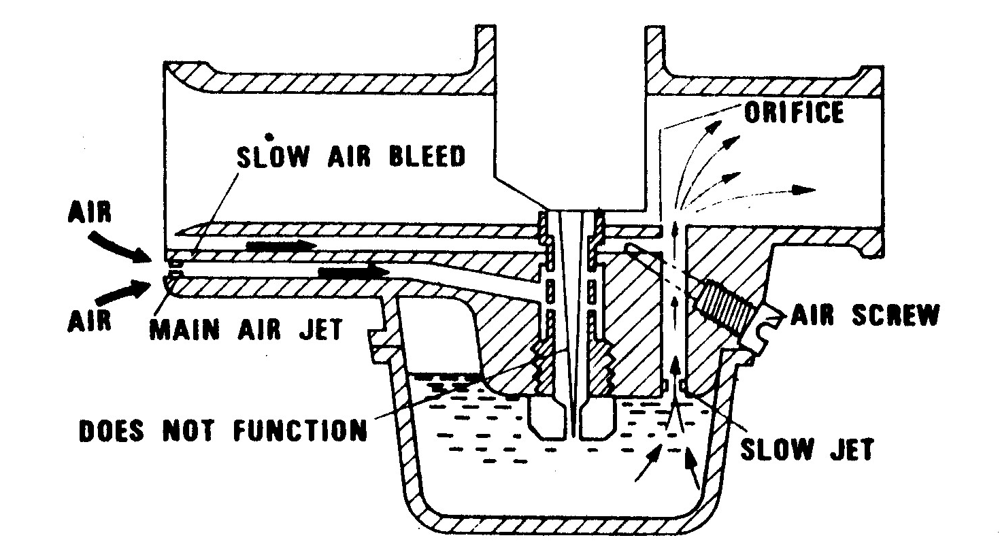 ORIFICE
SLOW AIR BLEED
AIR
AIR
MAIN AIR JET
AIR SCREW
DOES NOT FUNCTION
SLOW JET